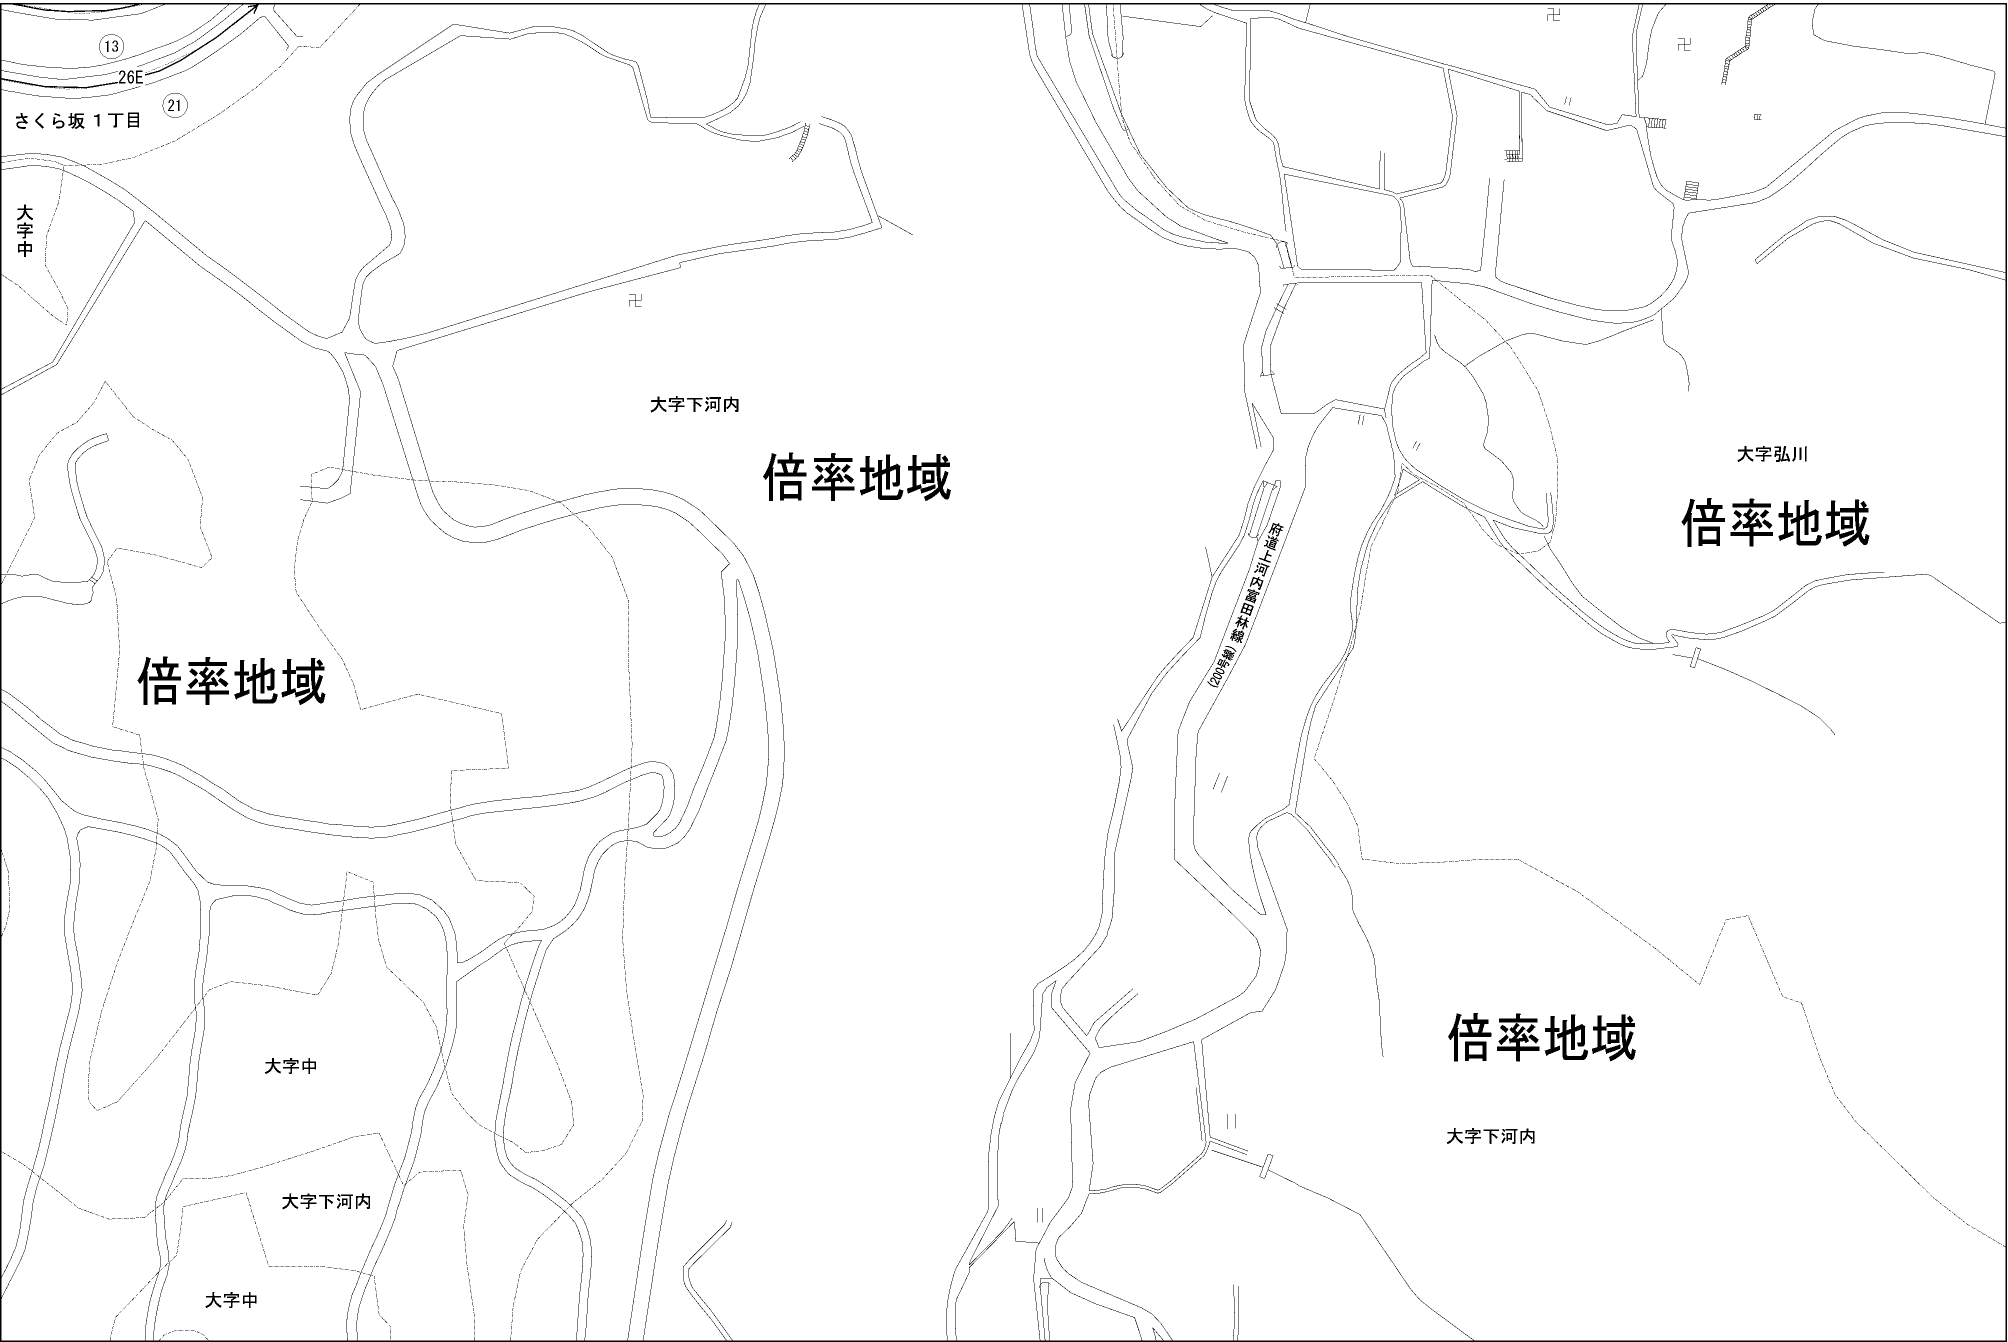 13
26E
21
さくら坂1丁目
大字中
大字下河内
倍率地域
大字弘川
倍率地域
府道上河内富田林線(200号線)
倍率地域
倍率地域
大字中
大字下河内
大字下河内
大字中